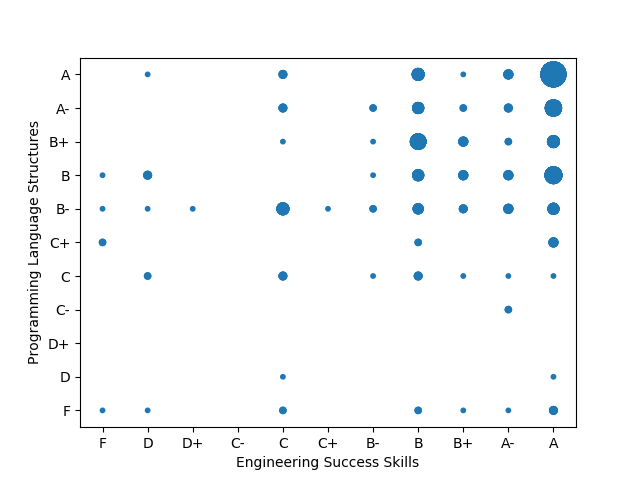 Programming Language Structures
A
A-
B+
B
B-
C+
C
C-
D+
D
F
F D D+ C- C C+ B- B B+ A- A
Engineering Success Skills